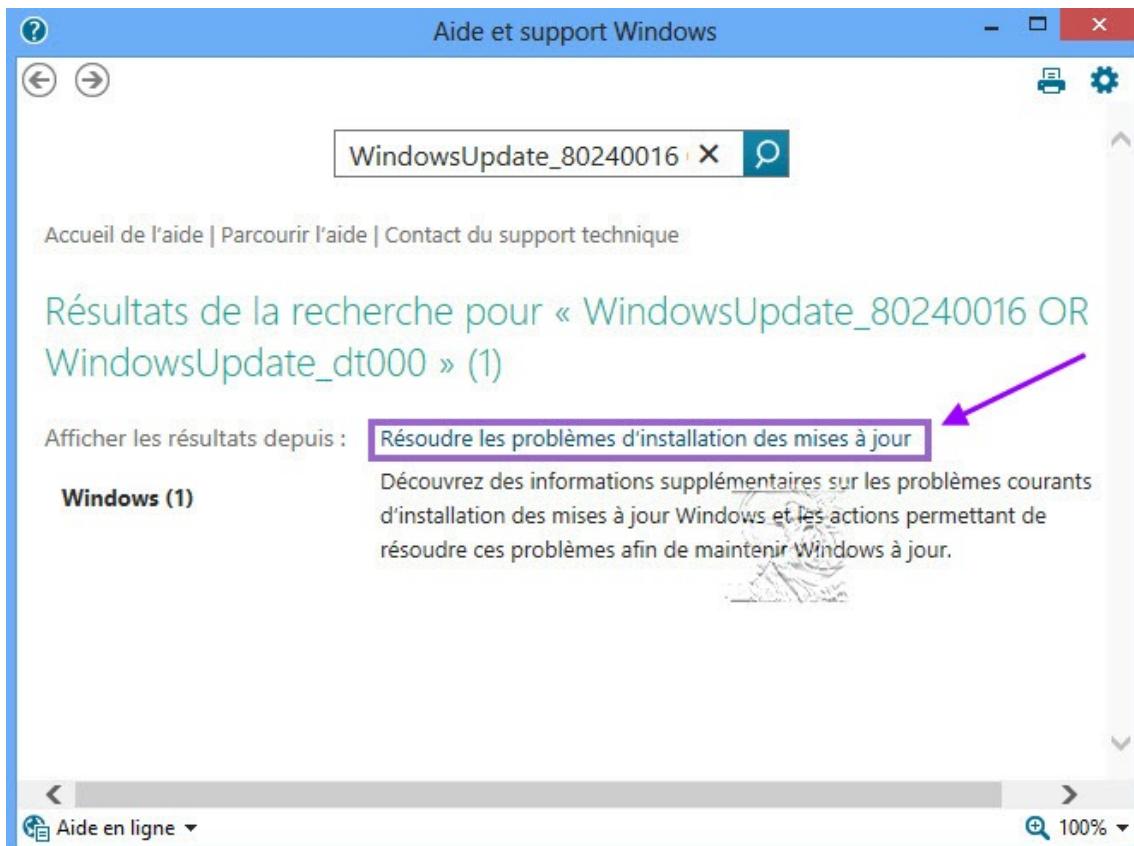 Aide et support Windows
WindowsUpdate_80240016
Accueil de l'aide | Parcourir l'aide | Contact du support technique
Résultats de la recherche pour « WindowsUpdate_80240016 OR
WindowsUpdate_dt000 » (1)
Afficher les résultats depuis :
Résoudre les problèmes d'installation des mises à jour
Windows (1)
Découvrez des informations supplémentaires sur les problèmes courants
d'installation des mises à jour Windows et les actions permettant de
résoudre ces problèmes afin de maintenir Windows à jour.
Aide en ligne
100%